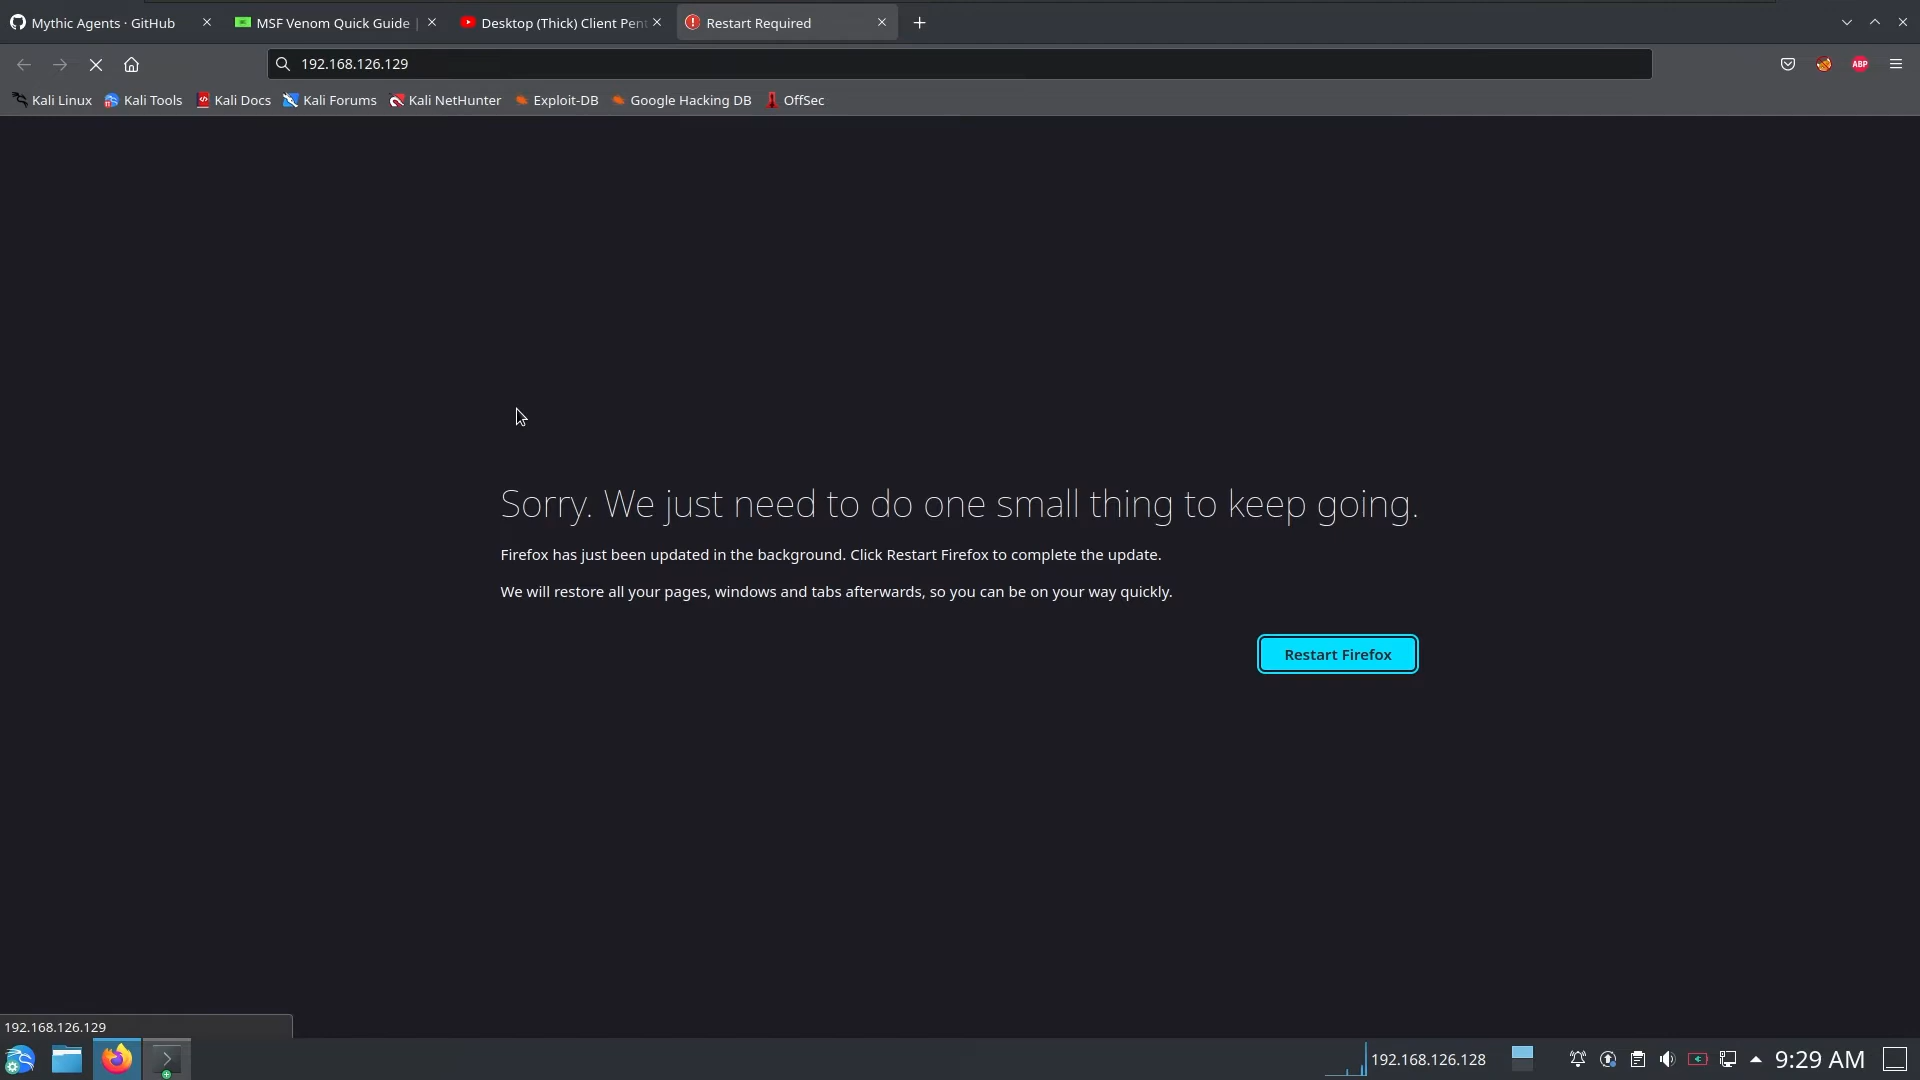 Mythic Agents · GitHub
MSF Venom Quick Guide |
Desktop (Thick) Client Pent
Restart Required
192.168.126.129
ABP
Kali Linux
Kali Tools
Kali Docs
Kali Forums
Kali NetHunter
Exploit-DB
Google Hacking DB
OffSec
Sorry. We just need to do one small thing to keep going.
Firefox has just been updated in the background. Click Restart Firefox to complete the update.
We will restore all your pages, windows and tabs afterwards, so you can be on your way quickly.
Restart Firefox
192.168.126.129
192.168.126.128
9:29 AM